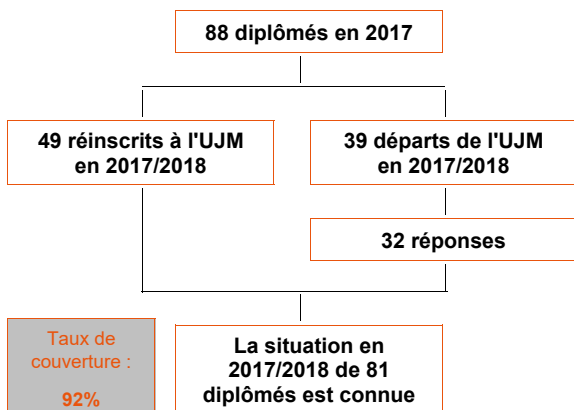 88 diplômés en 2017
49 réinscrits à l'UJM
en 2017/2018
39 départs de l'UJM
en 2017/2018
32 réponses
Taux de
couverture :
92%
La situation en
2017/2018 de 81
diplômés est connue